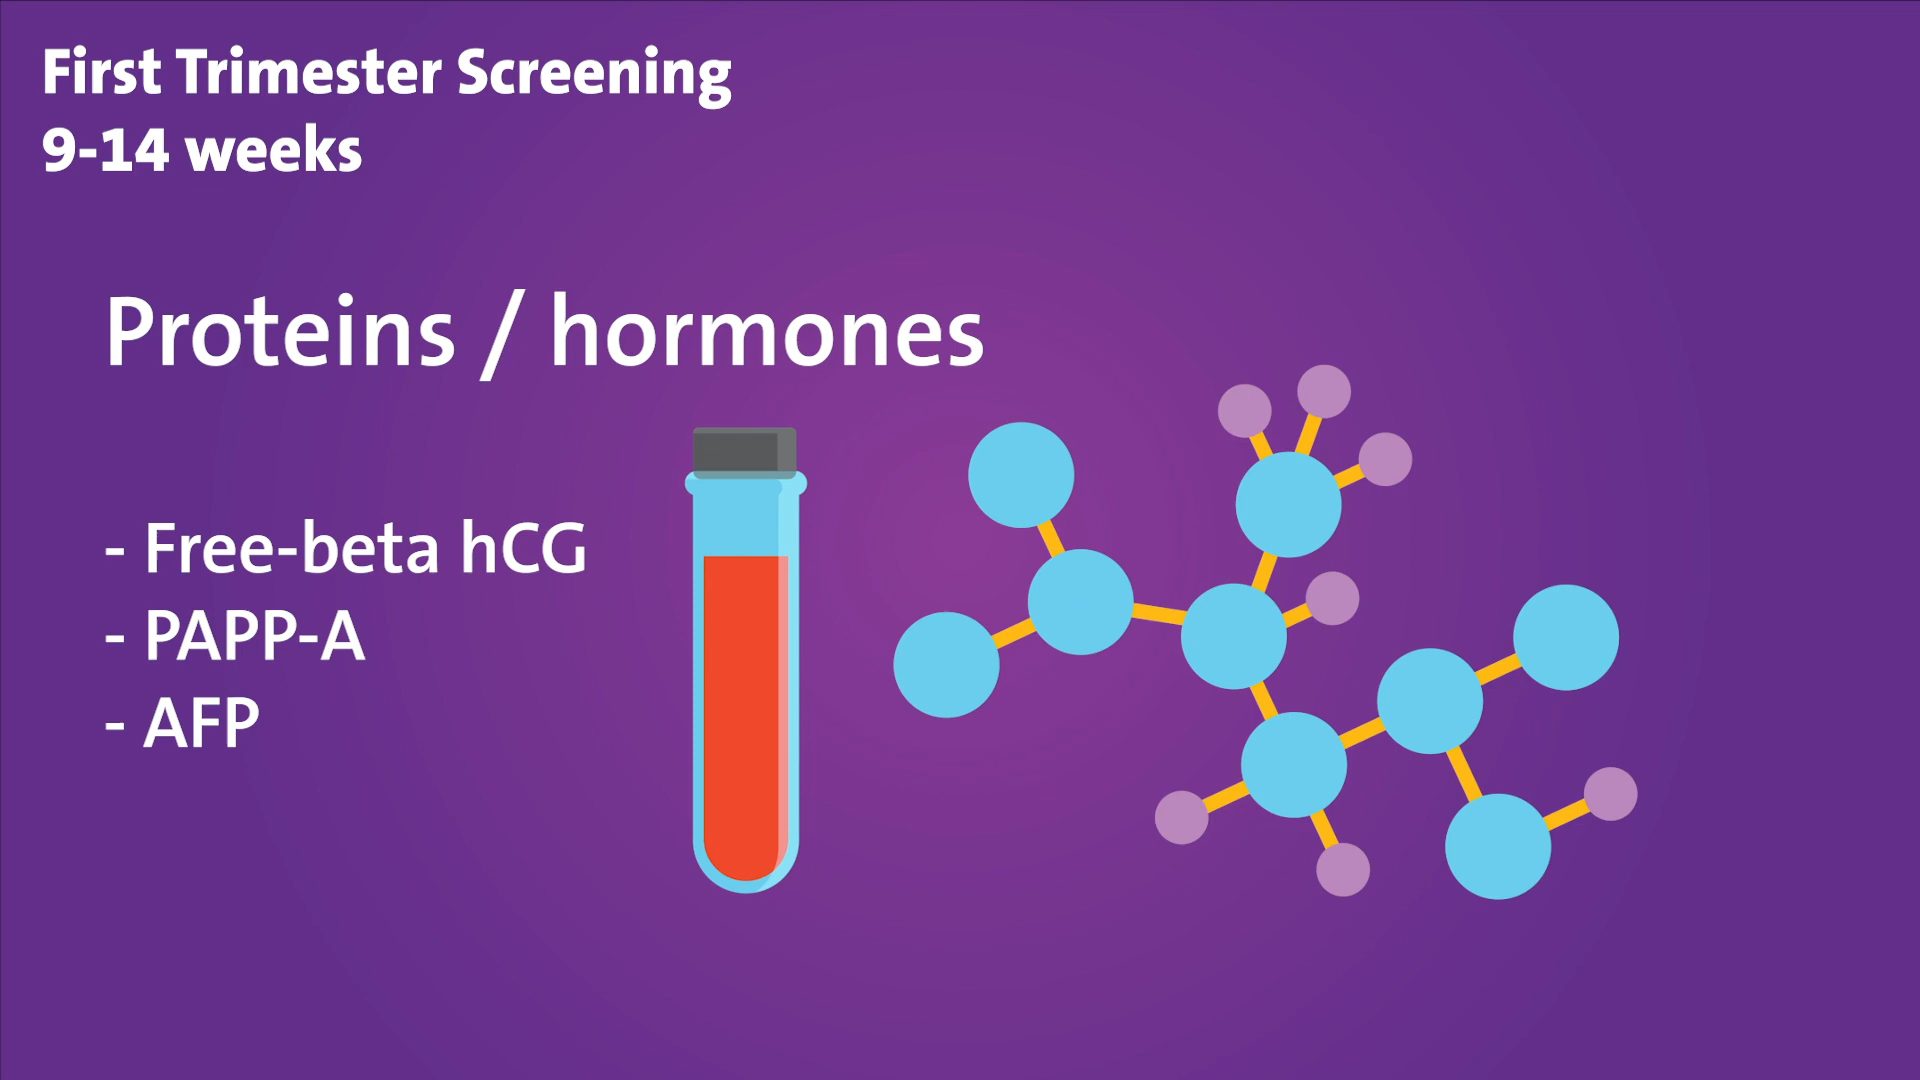 First Trimester Screening
9-14 weeks
Proteins / hormones
- Free-beta hCG
- PAPP-A
- AFP